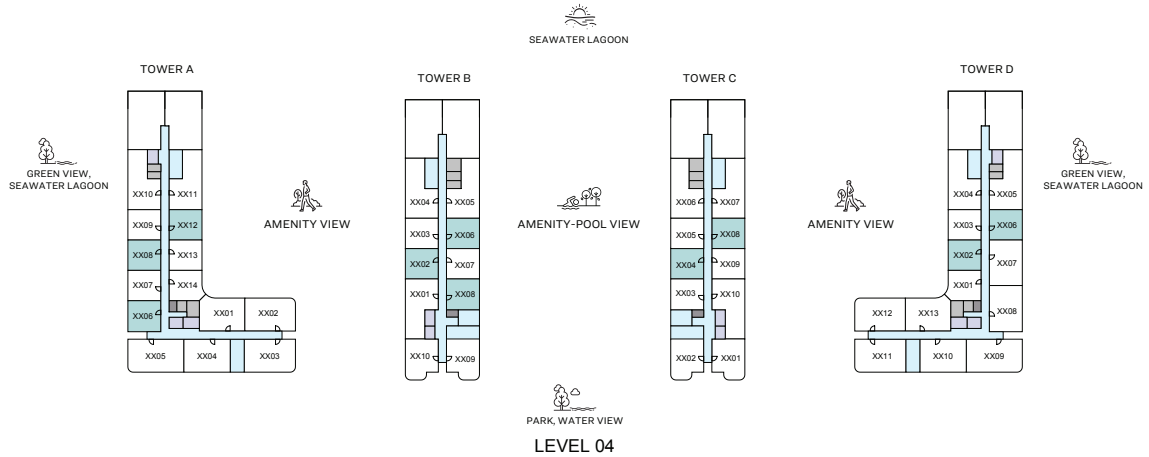 SEAWATER LAGOON
TOWER A
TOWER B
TOWER C
TOWER D
GREEN VIEW,
SEAWATER LAGOON
AMENITY VIEW
AMENITY-POOL VIEW
AMENITY VIEW
GREEN VIEW,
SEAWATER LAGOON
XX10 XX11
XX09 XX12
XX08 XX13
XX07 XX14
XX06 XX01 XX02
XX05 XX04 XX03
XX04 XX05
XX03 XX06
XX02 XX07
XX01 XX08
XX10 XX09
XX06 XX07
XX05 XX08
XX04 XX09
XX03 XX10
XX02 XX01
XX04 XX05
XX03 XX06
XX02 XX07
XX01
XX12 XX13 XX08
XX11 XX10 XX09
PARK, WATER VIEW
LEVEL 04